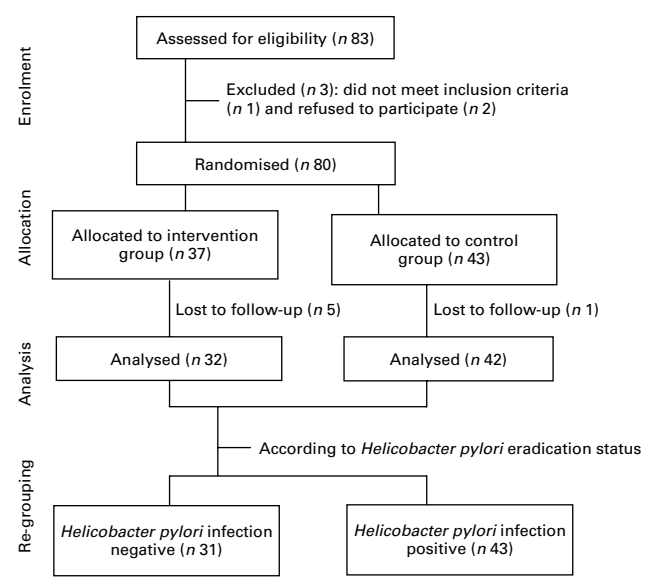 Enrolment
Assessed for eligibility (n 83)
Excluded (n 3): did not meet inclusion criteria
(n 1) and refused to participate (n 2)
Randomised (n 80)
Allocation
Allocated to intervention
group (n 37)
Allocated to control
group (n 43)
Lost to follow-up (n 5)
Lost to follow-up (n 1)
Analysis
Analysed (n 32)
Analysed (n 42)
According to Helicobacter pylori eradication status
Re-grouping
Helicobacter pylori infection
negative (n 31)
Helicobacter pylori infection
positive (n 43)